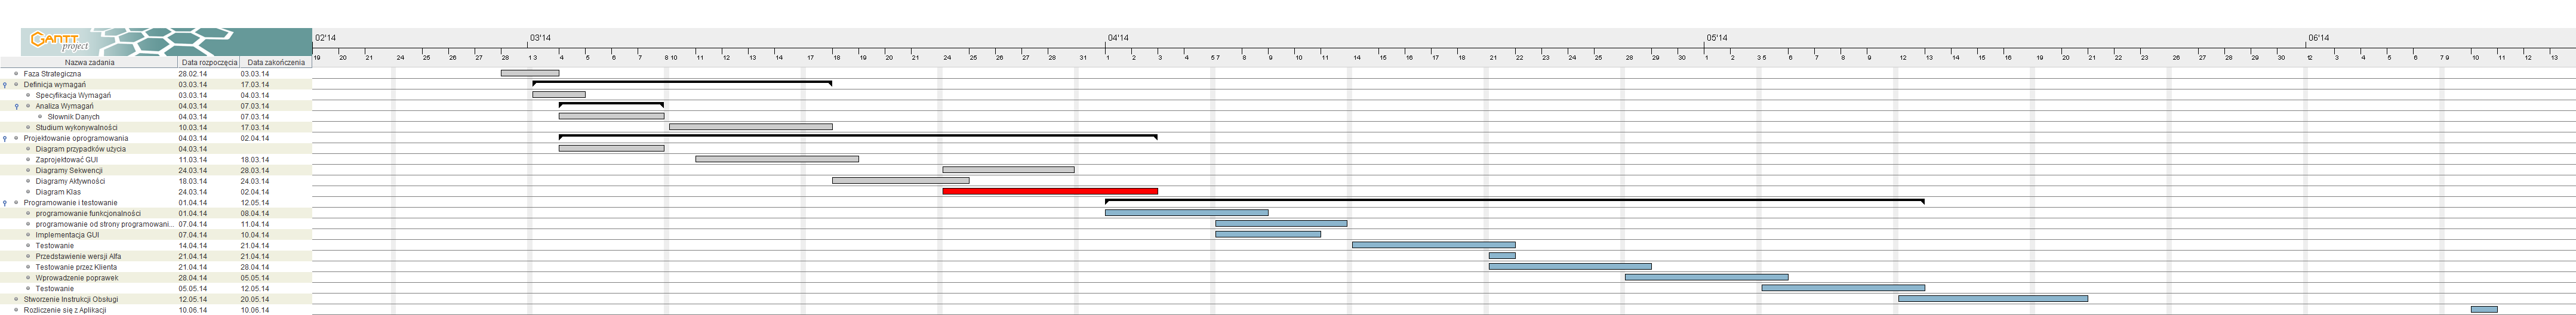 GANTT project
02'14 03'14 04'14 05'14 06'14
19 20 21 24 25 26 27 28 1 3 4 5 6 7 8 10 11 12 13 14 17 18 19 20 21 24 25 26 27 28 31 1 2 3 4 5 7 8 9 10 11 14 15 16 17 18 21 22 23 24 25 28 29 30 1 2 3 5 6 7 8 9 12 13 14 15 16 19 20 21 22 23 26 27 28 29 30 1 2 3 4 5 6 7 9 10 11 12 13
Nazwa zadania Data rozpoczęcia Data zakończenia
Faza Strategiczna 28.02.14 03.03.14
Definicja wymagań 03.03.14 17.03.14
Specyfikacja Wymagań 03.03.14 04.03.14
Analiza Wymagań 04.03.14 07.03.14
Słownik Danych 04.03.14 07.03.14
Studium wykonywalności 10.03.14 17.03.14
Projektowanie oprogramowania 04.03.14 02.04.14
Diagram przypadków użycia 04.03.14
Zaprojektować GUI 11.03.14 18.03.14
Diagramy Sekwencji 24.03.14 28.03.14
Diagramy Aktywności 18.03.14 24.03.14
Diagram Klas 24.03.14 02.04.14
Programowanie i testowanie 01.04.14 12.05.14
programowanie funkcjonalności 01.04.14 08.04.14
programowanie od strony programowani... 07.04.14 11.04.14
Implementacja GUI 07.04.14 10.04.14
Testowanie 14.04.14 21.04.14
Przedstawienie wersji Alfa 21.04.14 21.04.14
Testowanie przez Klienta 21.04.14 28.04.14
Wprowadzenie poprawek 28.04.14 05.05.14
Testowanie 05.05.14 12.05.14
Stworzenie Instrukcji Obsługi 12.05.14 20.05.14
Rozliczenie się z Aplikacji 10.06.14 10.06.14